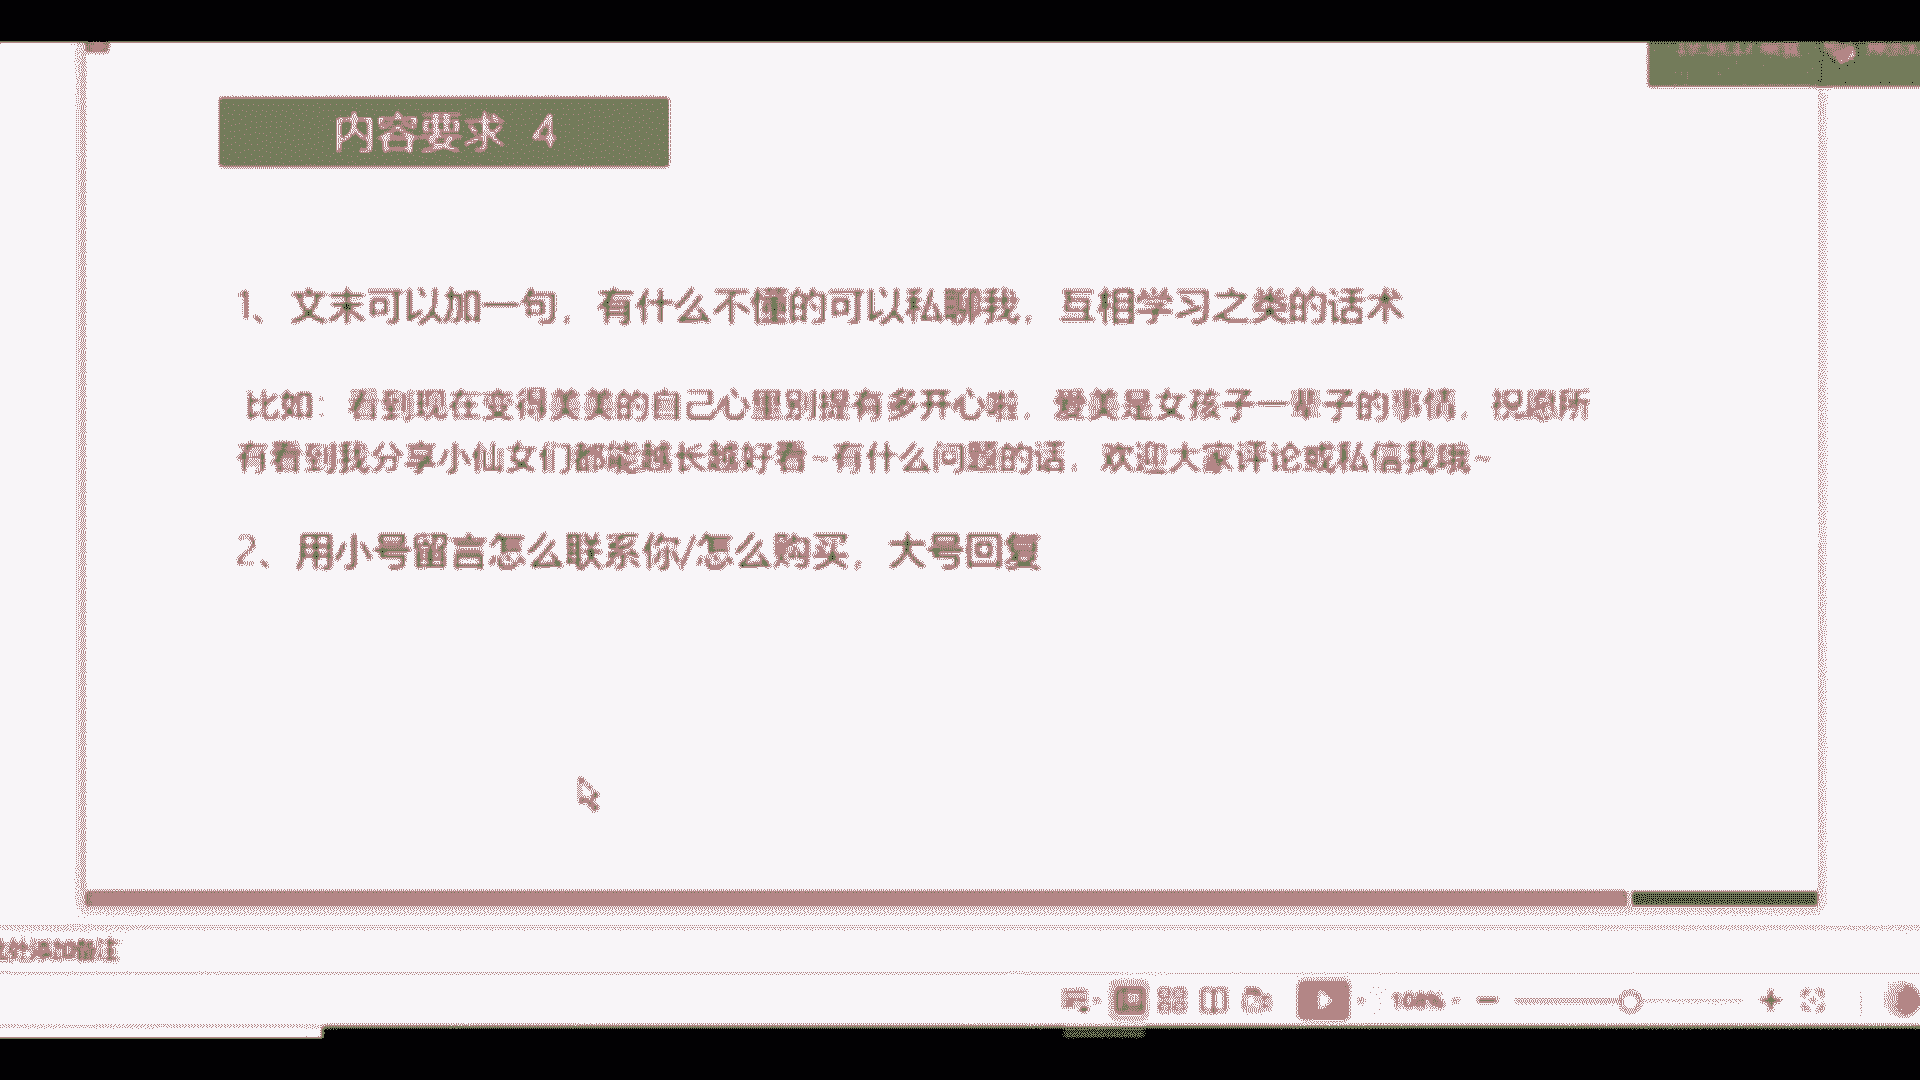 内容要求 4
1、文末可以加一句，有什么不懂的可以私聊我，互相学习之类的话术
比如：看到现在变得美美的自己心里别提有多开心啦，爱美是女孩子一辈子的事情，祝愿所
有看到我分享小仙女们都能越长越好看~有什么问题的话，欢迎大家评论或私信我哦~
2、用小号留言怎么联系你/怎么购买，大号回复
处添加备注
108%